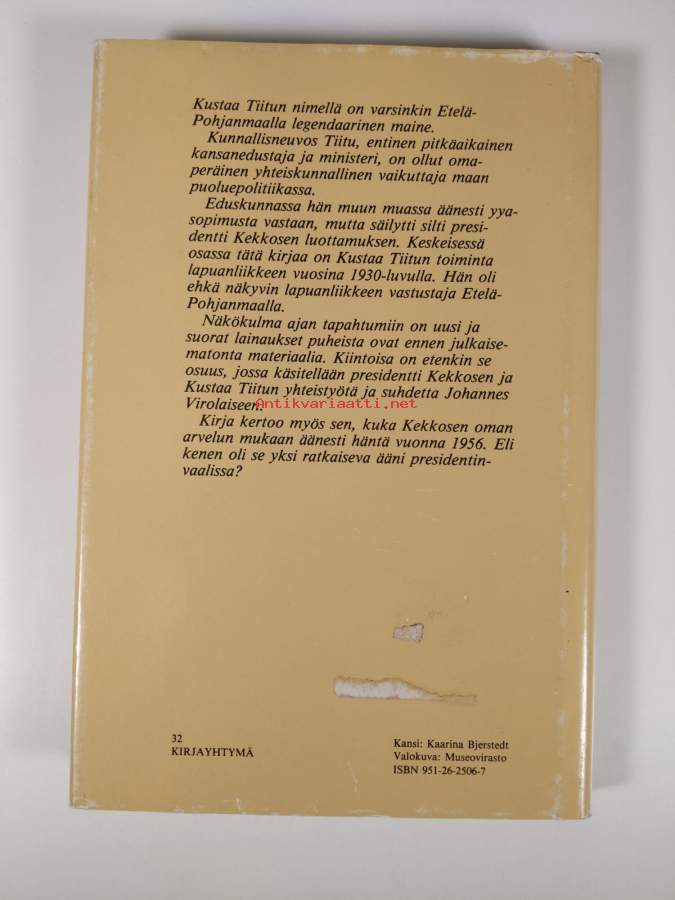 Kustaa Tiitun nimellä on varsinkin Etelä-
Pohjanmaalla legendaarinen maine.
Kunnallisneuvos Tiitu, entinen pitkäaikainen
kansanedustaja ja ministeri, on ollut oma-
peräinen yhteiskunnallinen vaikuttaja maan
puoluepolitiikassa.
Eduskunnassa hän muun muassa äänesti yya-
sopimusta vastaan, mutta säilytti silti presi-
dentti Kekkosen luottamuksen. Keskeisessä
osassa tätä kirjaa on Kustaa Tiitun toiminta
lapuanliikkeen vuosina 1930-luvulla. Hän oli
ehkä näkyvin lapuanliikkeen vastustaja Etelä-
Pohjanmaalla.
Näkökulma ajan tapahtumiin on uusi ja
suorat lainaukset puheista ovat ennen julkaise-
matonta materiaalia. Kiintoisa on etenkin se
osuus, jossa käsitellään presidentti Kekkosen ja
Kustaa Tiitun yhteistyötä ja suhdetta Johannes
Virolaiseen.
Antikvariaatti.net
Kirja kertoo myös sen, kuka Kekkosen oman
arvelun mukaan äänesti häntä vuonna 1956. Eli
kenen oli se yksi ratkaiseva ääni presidentin-
vaalissa?
32
KIRJAYHTYMÄ
Kansi: Kaarina Bjerstedt
Valokuva: Museovirasto
ISBN 951-26-2506-7